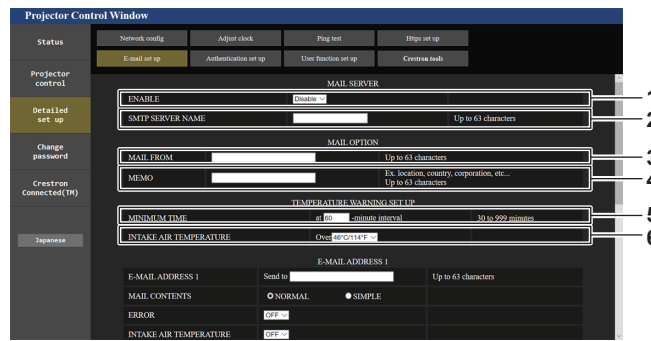 Projector Control Window
Status
Network config Adjust clock Ping test Https set up
E-mail set up Authentication set up User function set up Crestron tools
Projector control
MAIL SERVER
ENABLE Disable 1
Detailed set up
SMTP SERVER NAME Up to 63 characters 2
MAIL OPTION
Change password
MAIL FROM Up to 63 characters 3
MEMO Ex. location, country, corporation, etc... 4
Up to 63 characters
Crestron Connected(TM)
TEMPERATURE WARNING SET UP
MINIMUM TIME at 60 -minute interval 30 to 999 minutes 5
Japanese
INTAKE AIR TEMPERATURE Over 46°C/114°F 6
E-MAIL ADDRESS 1
E-MAIL ADDRESS 1 Send to Up to 63 characters
MAIL CONTENTS NORMAL SIMPLE
ERROR OFF
INTAKE AIR TEMPERATURE OFF